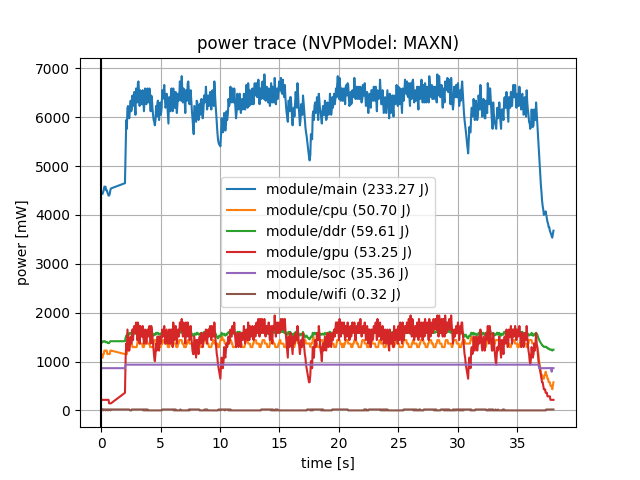 power trace (NVPModel: MAXN)
7000
6000
5000
4000
3000
2000
1000
0
power [mW]
module/main (233.27 J)
module/cpu (50.70 J)
module/ddr (59.61 J)
module/gpu (53.25 J)
module/soc (35.36 J)
module/wifi (0.32 J)
0 5 10 15 20 25 30 35
time [s]